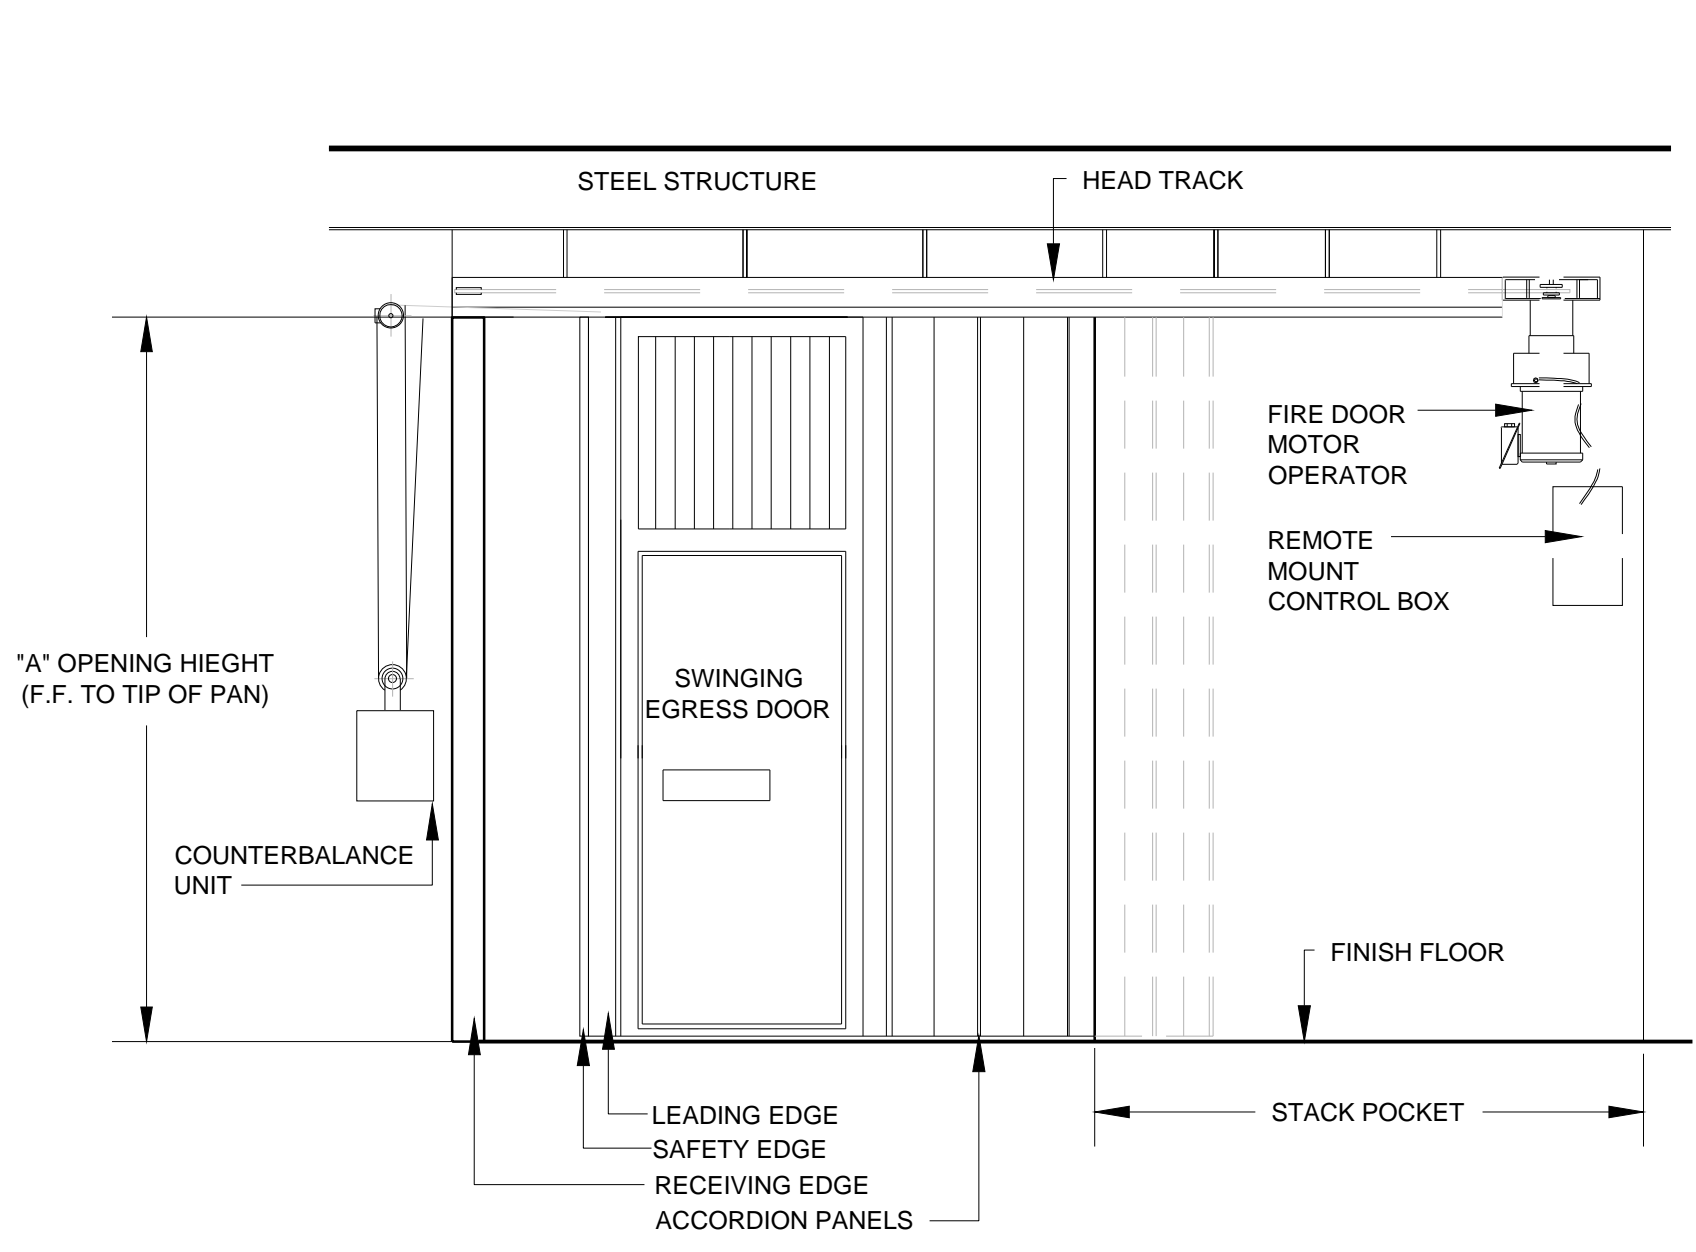 STEEL STRUCTURE
HEAD TRACK
FIRE DOOR
MOTOR
OPERATOR
REMOTE
MOUNT
CONTROL BOX
"A" OPENING HIEGHT
(F.F. TO TIP OF PAN)
SWINGING
EGRESS DOOR
COUNTERBALANCE
UNIT
FINISH FLOOR
LEADING EDGE
STACK POCKET
SAFETY EDGE
RECEIVING EDGE
ACCORDION PANELS